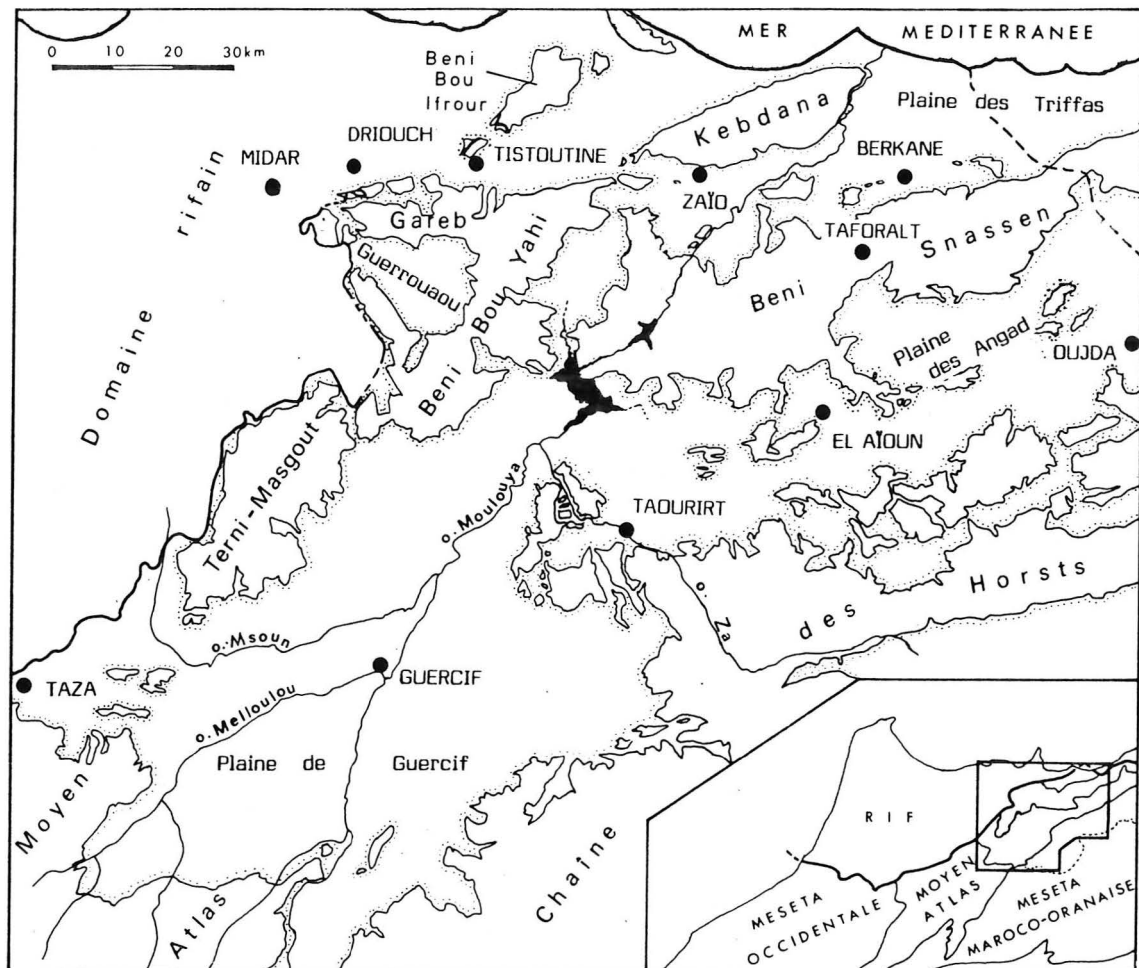 0 10 20 30 km
MER MEDITERRANEE
Beni
Bou
Ifrour
Kebdana
Plaine des Triffas
DRIOUCH
MIDAR
TISTOUTINE
BERKANE
ZAÏO
Domaine rifain
Gareb
Guerrouaou
Beni Bou Yahi
TAFORALT
Beni Snassen
Plaine
des Angad
OUJDA
EL AÏOUN
Terni-Masgout
o. Moulouya
TAOURIRT
o. Za
o. Msoun
GUERCIF
TAZA
o. Melloulou
Plaine de Guercif
Moyen Atlas
Chaîne des Horsts
RIF
MESETA
OCCIDENTALE
MOYEN
ATLAS
MESETA
MAROCO-ORANAISE